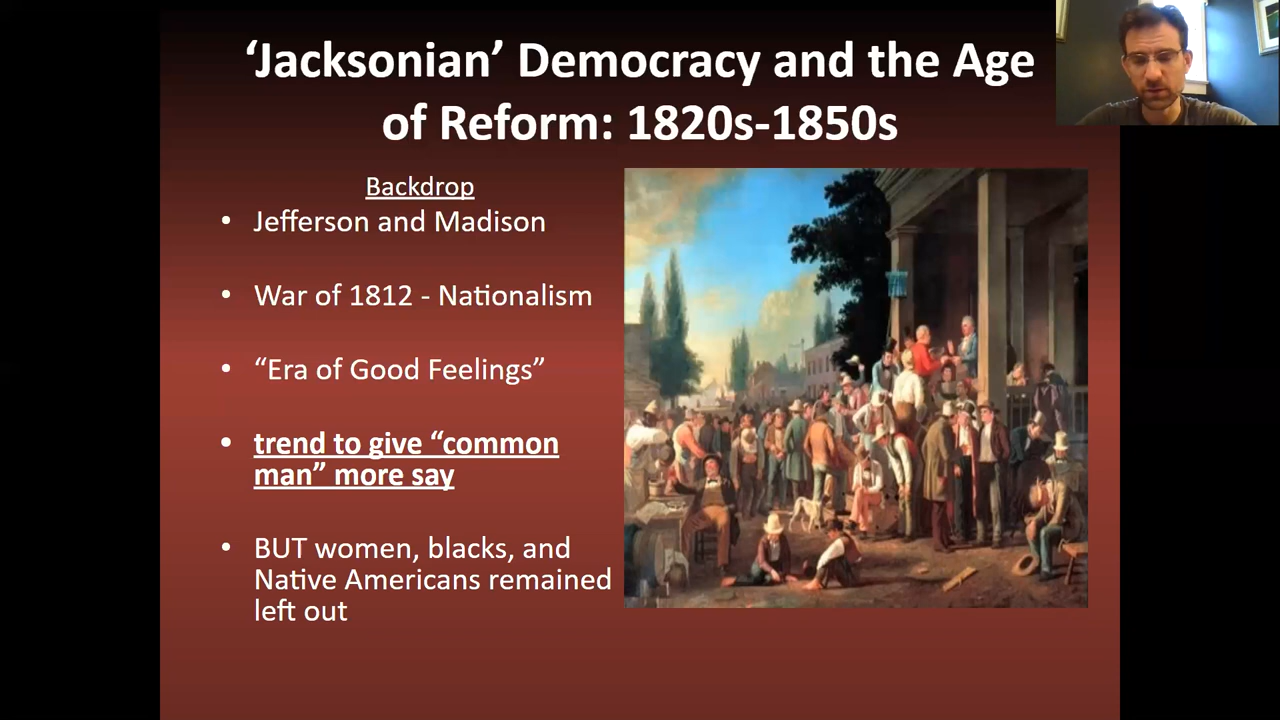 ‘Jacksonian’ Democracy and the Age
of Reform: 1820s-1850s
Backdrop
• Jefferson and Madison
• War of 1812 - Nationalism
• “Era of Good Feelings”
• trend to give “common
man” more say
• BUT women, blacks, and
Native Americans remained
left out